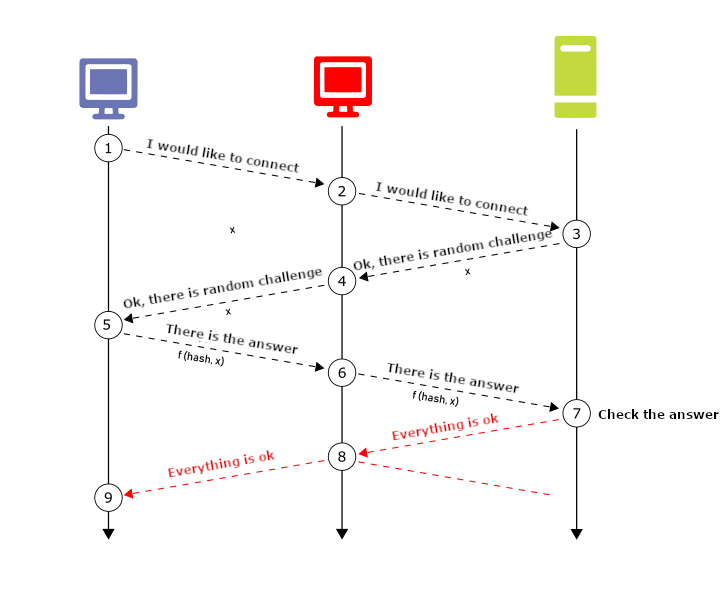 1
I would like to connect
2
I would like to connect
x
3
Ok, there is random challenge
x
4
Ok, there is random challenge
x
5
There is the answer
f (hash, x)
6
There is the answer
f (hash, x)
7
Check the answer
Everything is ok
8
Everything is ok
9